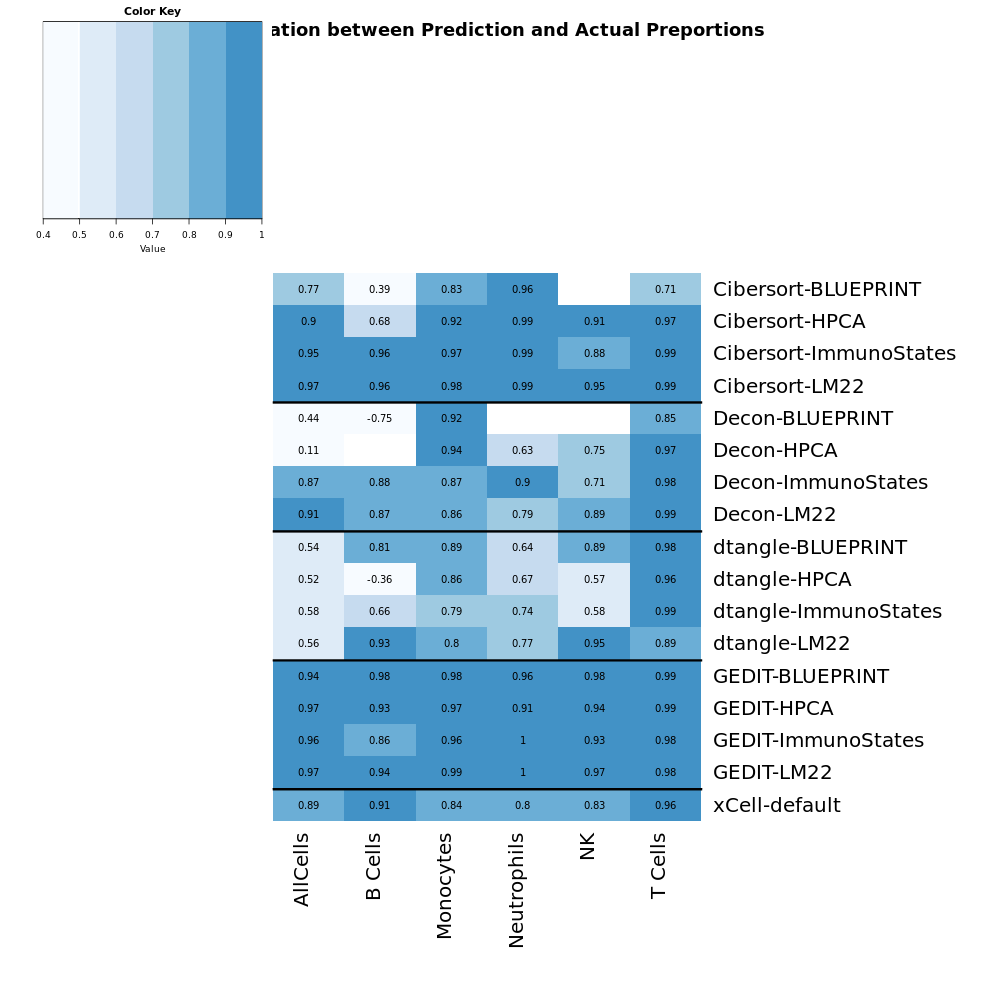 Color Key
ation between Prediction and Actual Preportions
0.4 0.5 0.6 0.7 0.8 0.9 1
Value
0.77 0.39 0.83 0.96 0.71 Cibersort-BLUEPRINT
0.9 0.68 0.92 0.99 0.91 0.97 Cibersort-HPCA
0.95 0.96 0.97 0.99 0.88 0.99 Cibersort-ImmunoStates
0.97 0.96 0.98 0.99 0.95 0.99 Cibersort-LM22
0.44 -0.75 0.92 0.85 Decon-BLUEPRINT
0.11 0.94 0.63 0.75 0.97 Decon-HPCA
0.87 0.88 0.87 0.9 0.71 0.98 Decon-ImmunoStates
0.91 0.87 0.86 0.79 0.89 0.99 Decon-LM22
0.54 0.81 0.89 0.64 0.89 0.98 dtangle-BLUEPRINT
0.52 -0.36 0.86 0.67 0.57 0.96 dtangle-HPCA
0.58 0.66 0.79 0.74 0.58 0.99 dtangle-ImmunoStates
0.56 0.93 0.8 0.77 0.95 0.89 dtangle-LM22
0.94 0.98 0.98 0.96 0.98 0.99 GEDIT-BLUEPRINT
0.97 0.93 0.97 0.91 0.94 0.99 GEDIT-HPCA
0.96 0.86 0.96 1 0.93 0.98 GEDIT-ImmunoStates
0.97 0.94 0.99 1 0.97 0.98 GEDIT-LM22
0.89 0.91 0.84 0.8 0.83 0.96 xCell-default
AllCells
B Cells
Monocytes
Neutrophils
NK
T Cells